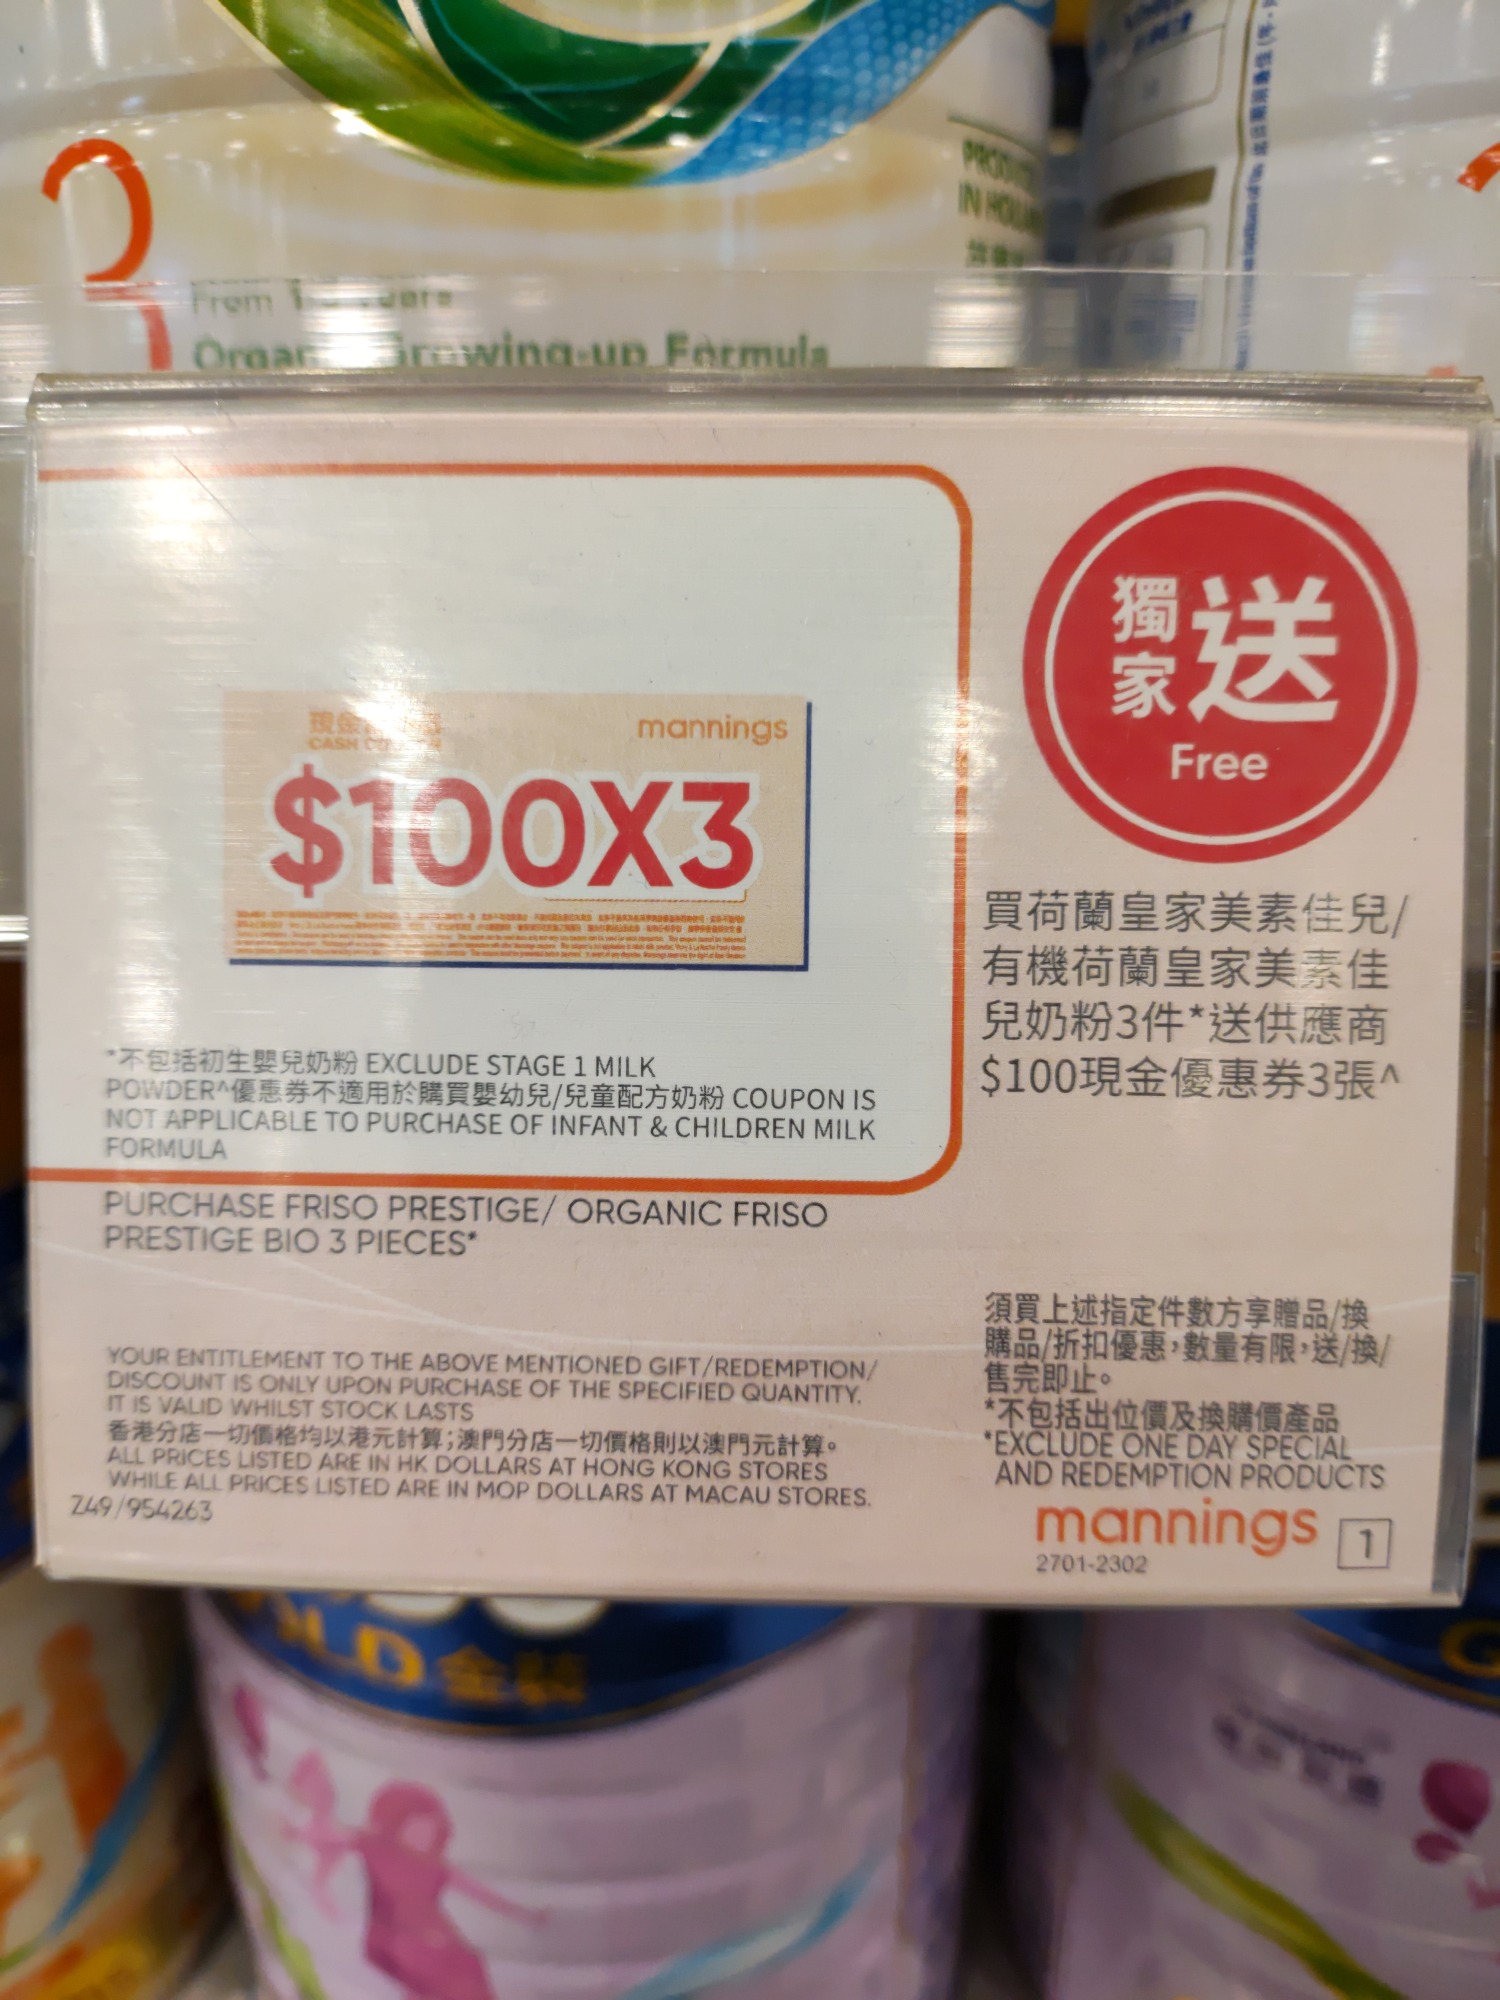 3
PRODUCED
IN HOLLAND
From 1-3 years
Organic Growing-up Formula
mannings
$100X3
獨家 送
Free
買荷蘭皇家美素佳兒/
有機荷蘭皇家美素佳
兒奶粉3件*送供應商
$100現金優惠券3張^
*不包括初生嬰兒奶粉 EXCLUDE STAGE 1 MILK
POWDER^優惠券不適用於購買嬰幼兒/兒童配方奶粉 COUPON IS
NOT APPLICABLE TO PURCHASE OF INFANT & CHILDREN MILK
FORMULA
PURCHASE FRISO PRESTIGE/ ORGANIC FRISO
PRESTIGE BIO 3 PIECES*
YOUR ENTITLEMENT TO THE ABOVE MENTIONED GIFT/REDEMPTION/
DISCOUNT IS ONLY UPON PURCHASE OF THE SPECIFIED QUANTITY.
IT IS VALID WHILST STOCK LASTS
香港分店一切價格均以港元計算;澳門分店一切價格則以澳門元計算。
ALL PRICES LISTED ARE IN HK DOLLARS AT HONG KONG STORES
WHILE ALL PRICES LISTED ARE IN MOP DOLLARS AT MACAU STORES.
Z49/954263
須買上述指定件數方享贈品/換
購品/折扣優惠,數量有限,送/換/
售完即止。
*不包括出位價及換購價產品
*EXCLUDE ONE DAY SPECIAL
AND REDEMPTION PRODUCTS
mannings 1
2701-2302
金裝